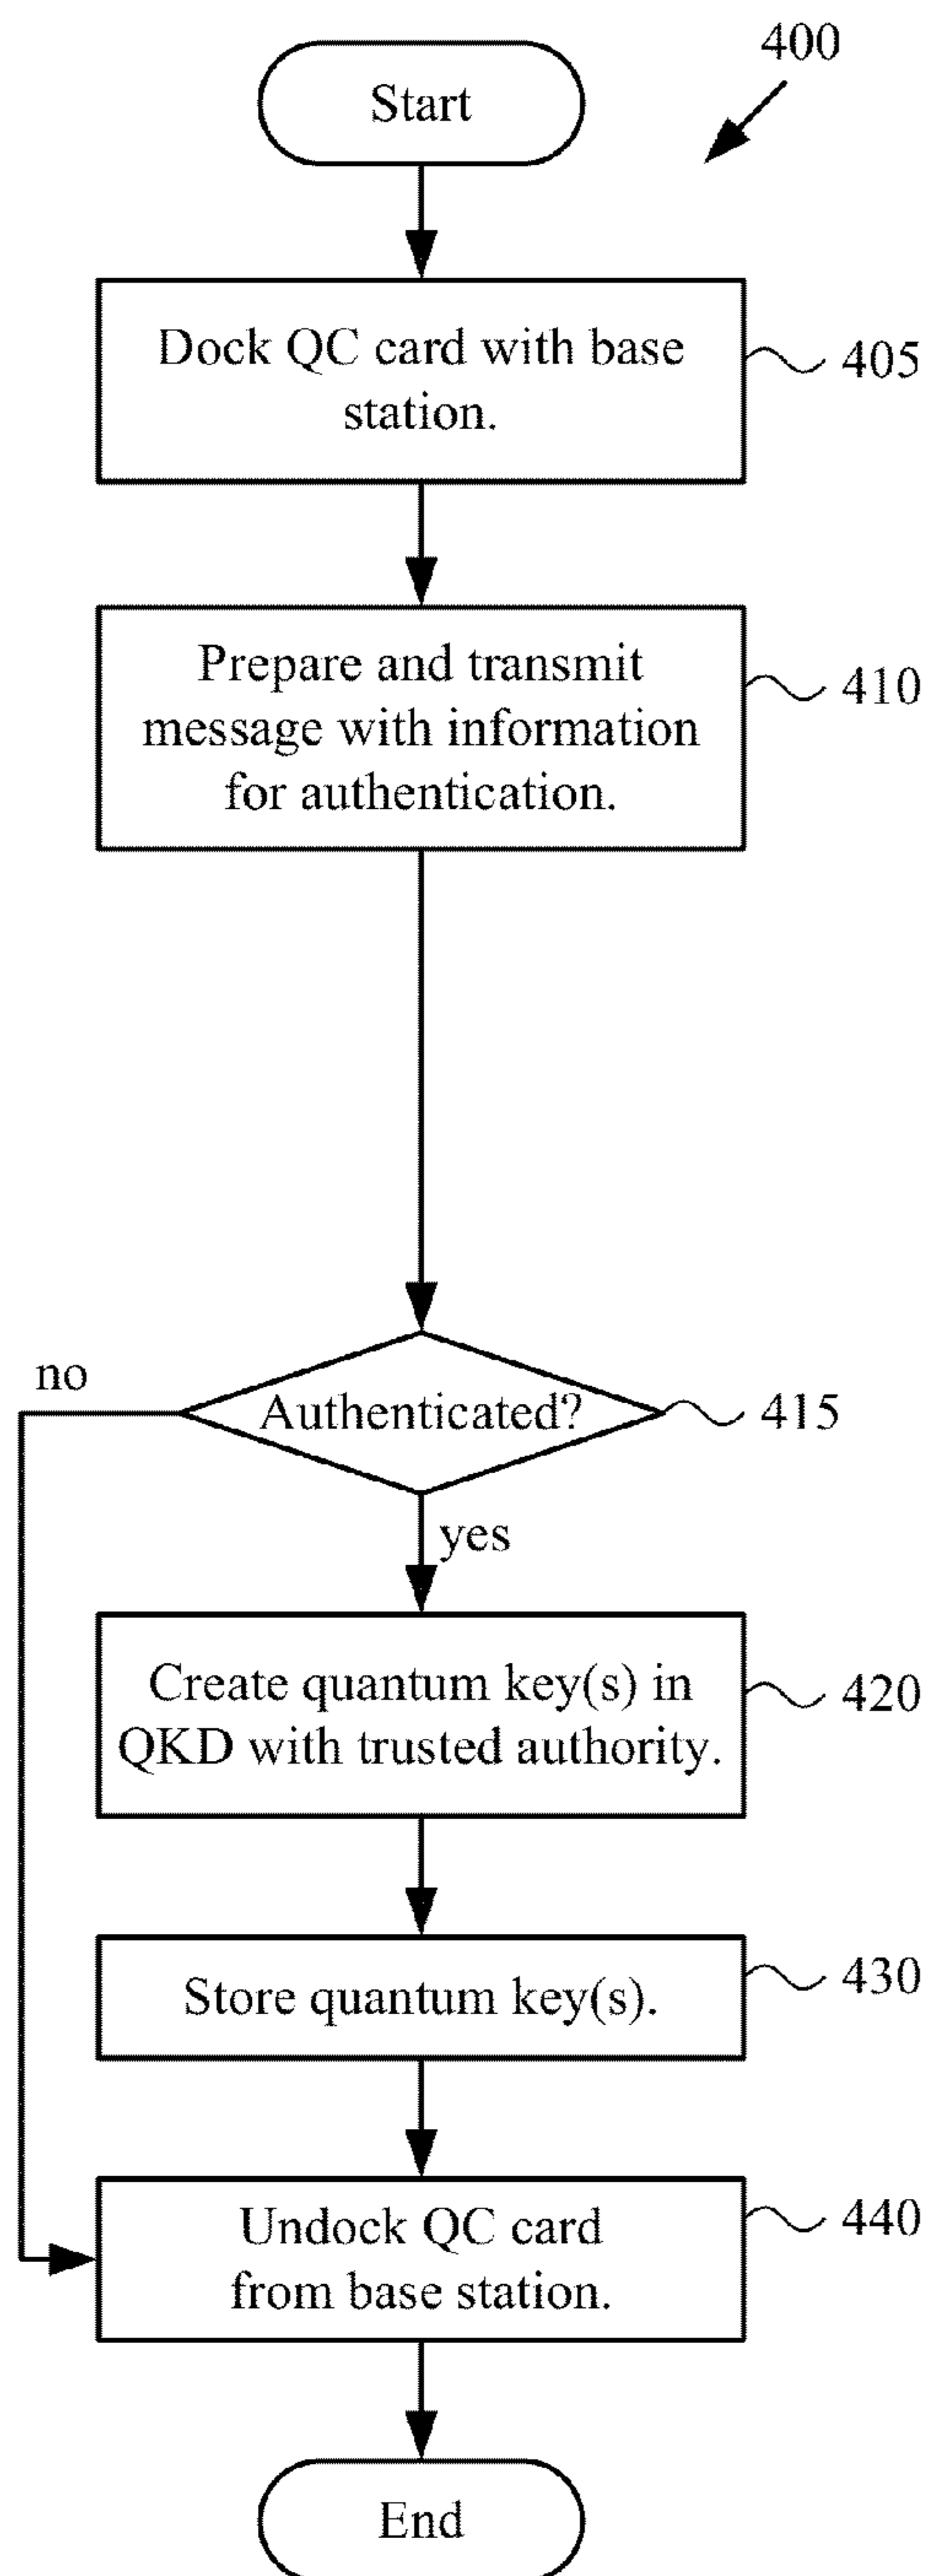 400
Start
Dock QC card with base
station.
405
Prepare and transmit
message with information
for authentication.
410
no
Authenticated?
415
yes
Create quantum key(s) in
QKD with trusted authority.
420
Store quantum key(s).
430
Undock QC card
from base station.
440
End